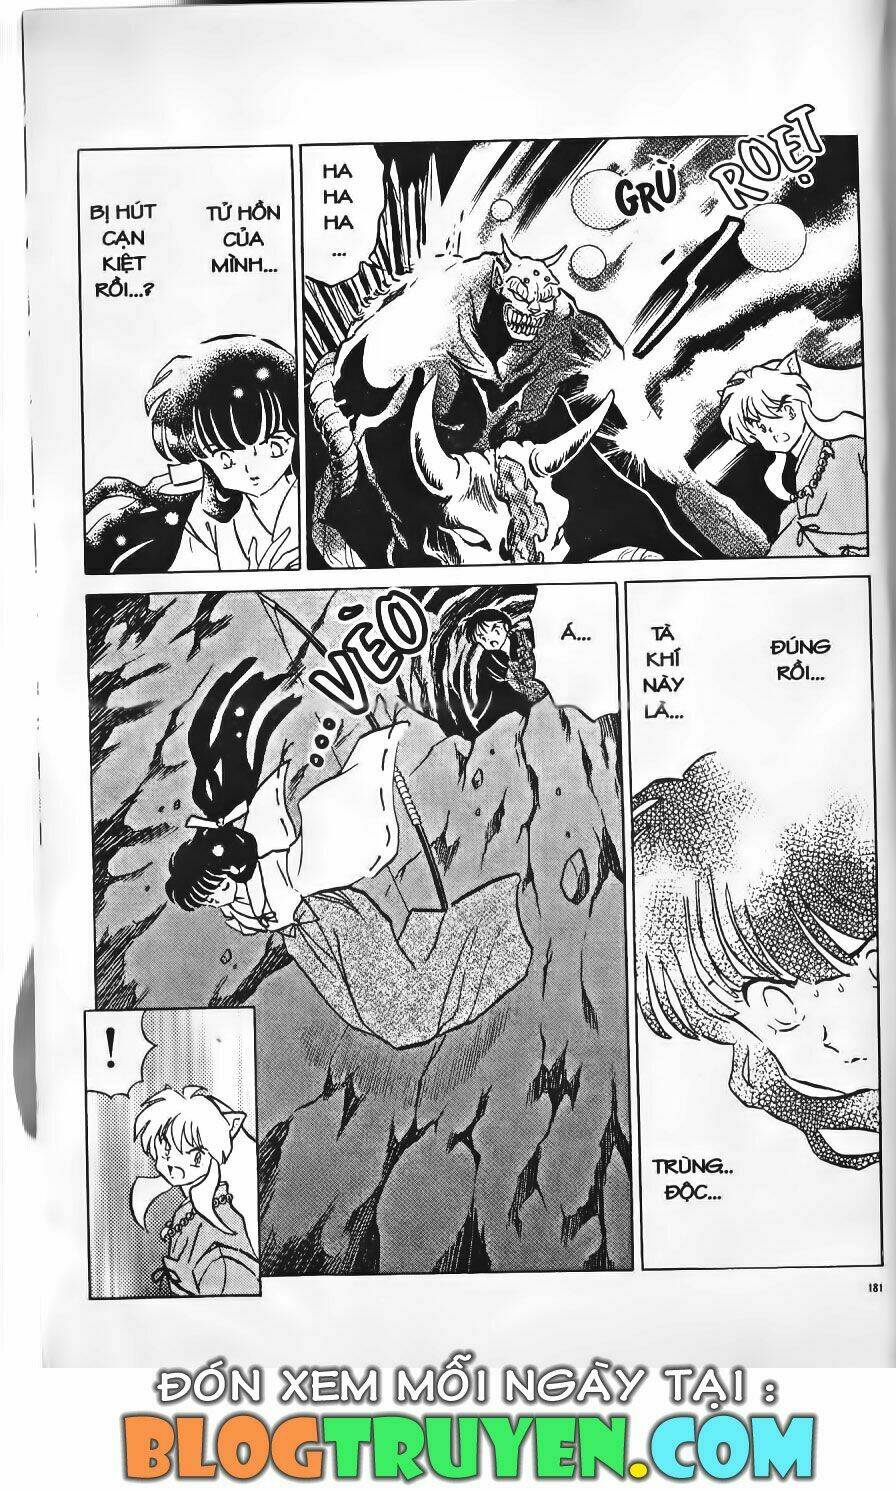 ROẸT
GRỪ
HA
HA
HA
...
TỬ HỒN
CỦA
MÌNH...
BỊ HÚT
CẠN
KIỆT
RỒI...?
ĐÚNG
RỒI...
TÀ
KHÍ
NÀY
LÀ...
TRÙNG...
ĐỘC...
Á...
... VÈO
!
181
ĐÓN XEM MỖI NGÀY TẠI :
BLOGTRUYEN.COM